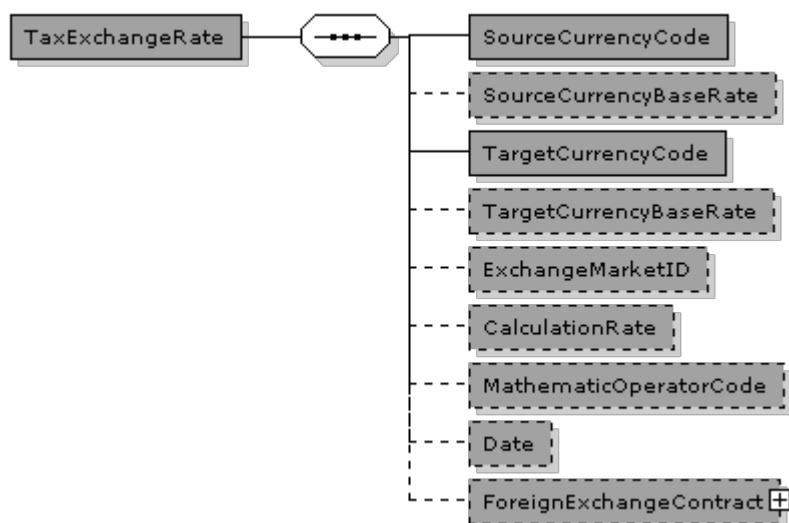 TaxExchangeRate
SourceCurrencyCode
SourceCurrencyBaseRate
TargetCurrencyCode
TargetCurrencyBaseRate
ExchangeMarketID
CalculationRate
MathematicOperatorCode
Date
ForeignExchangeContract